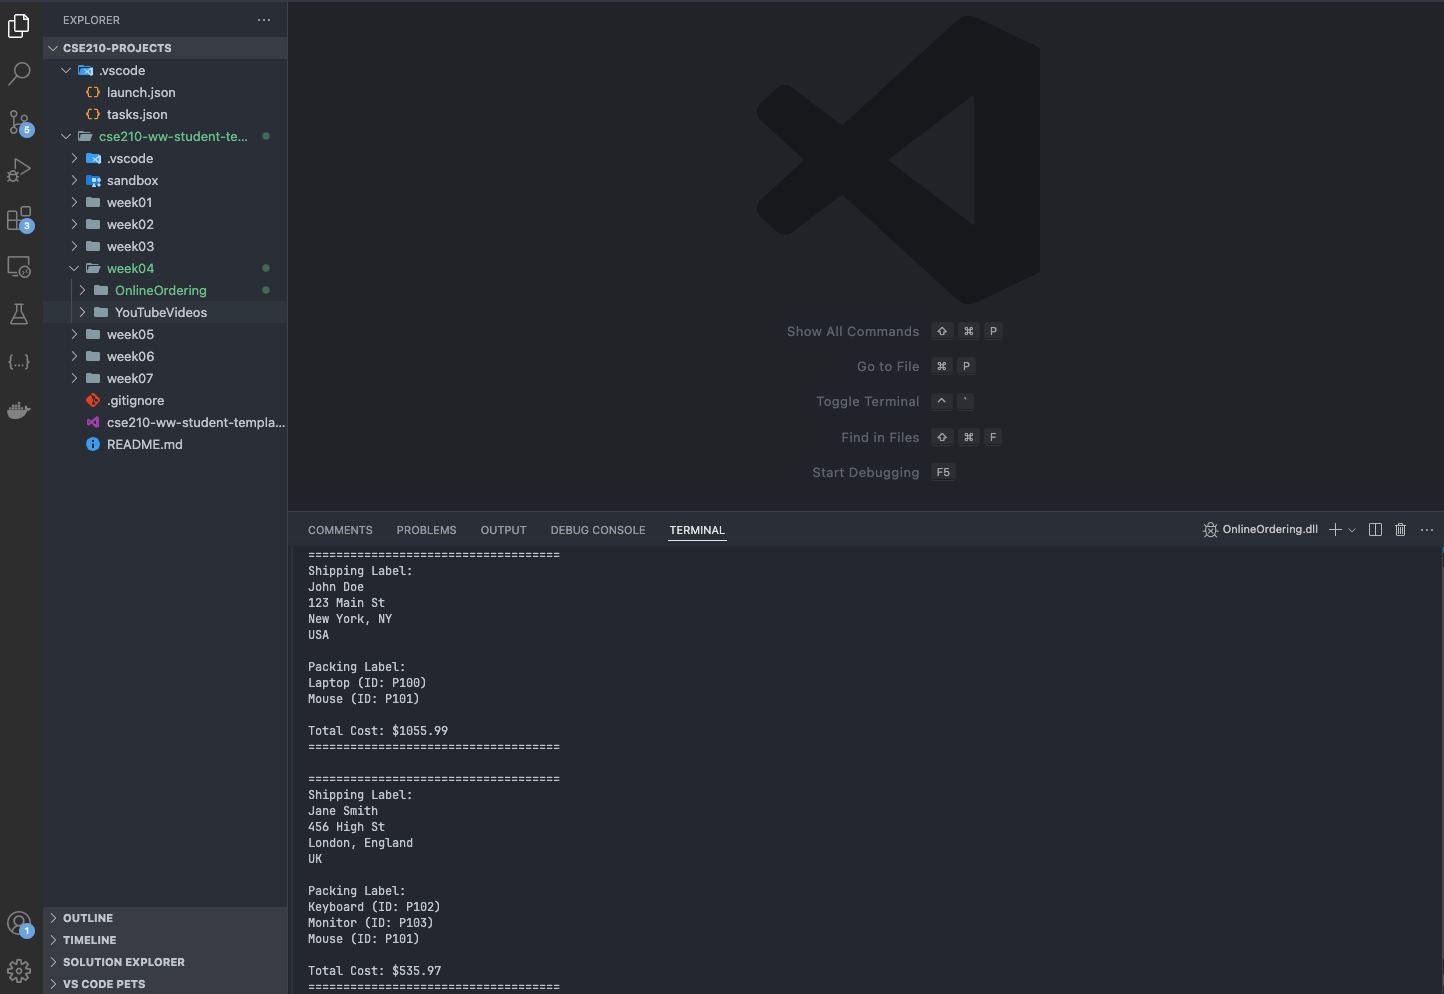 EXPLORER
CSE210-PROJECTS
.vscode
launch.json
tasks.json
cse210-ww-student-te...
.vscode
sandbox
week01
week02
week03
week04
OnlineOrdering
YouTubeVideos
week05
week06
week07
.gitignore
cse210-ww-student-templa...
README.md
5
3
1
OUTLINE
TIMELINE
SOLUTION EXPLORER
VS CODE PETS
Show All Commands ⇧ ⌘ P
Go to File ⌘ P
Toggle Terminal ^ `
Find in Files ⇧ ⌘ F
Start Debugging F5
COMMENTS PROBLEMS OUTPUT DEBUG CONSOLE TERMINAL
OnlineOrdering.dll
====================================
Shipping Label:
John Doe
123 Main St
New York, NY
USA
Packing Label:
Laptop (ID: P100)
Mouse (ID: P101)
Total Cost: $1055.99
====================================
====================================
Shipping Label:
Jane Smith
456 High St
London, England
UK
Packing Label:
Keyboard (ID: P102)
Monitor (ID: P103)
Mouse (ID: P101)
Total Cost: $535.97
====================================